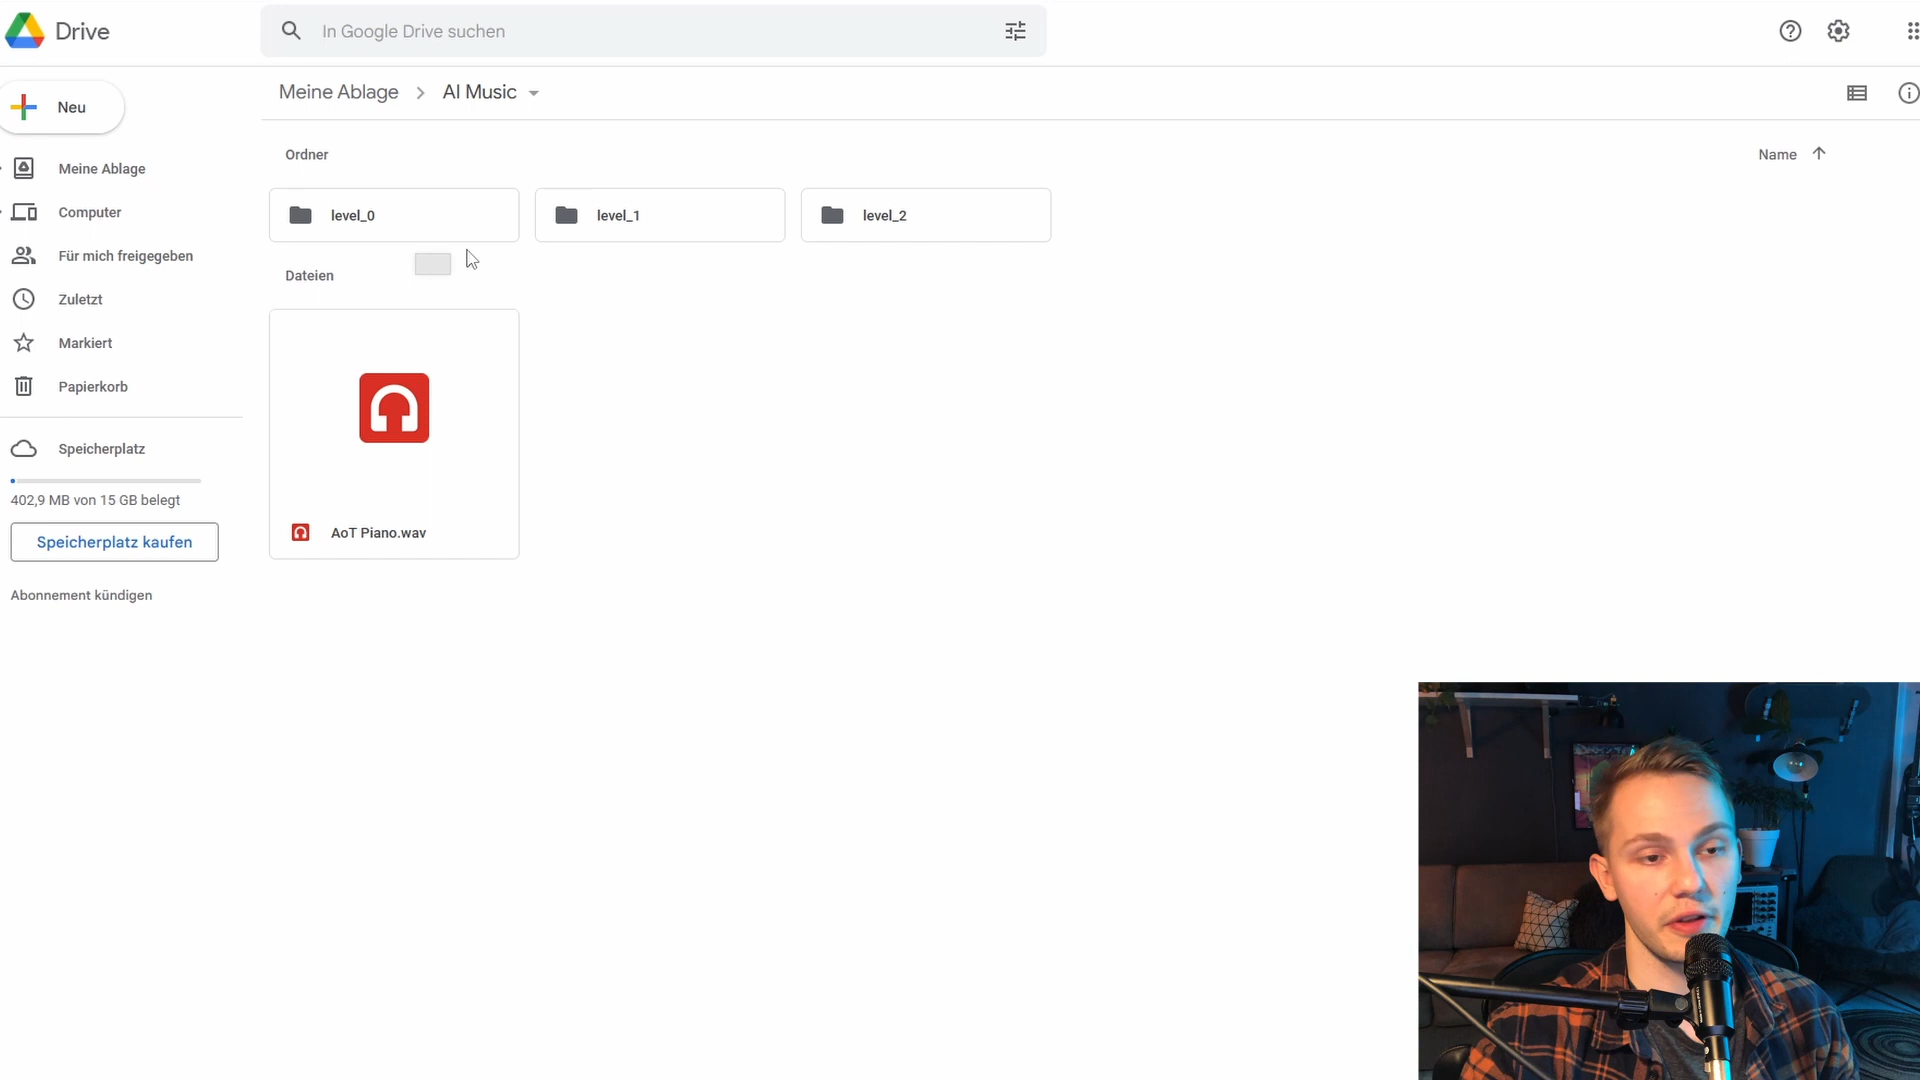 Drive
In Google Drive suchen
Neu
Meine Ablage > AI Music
Meine Ablage
Computer
Für mich freigegeben
Zuletzt
Markiert
Papierkorb
Speicherplatz
402,9 MB von 15 GB belegt
Speicherplatz kaufen
Abonnement kündigen
Ordner
Name
level_0
level_1
level_2
Dateien
AoT Piano.wav